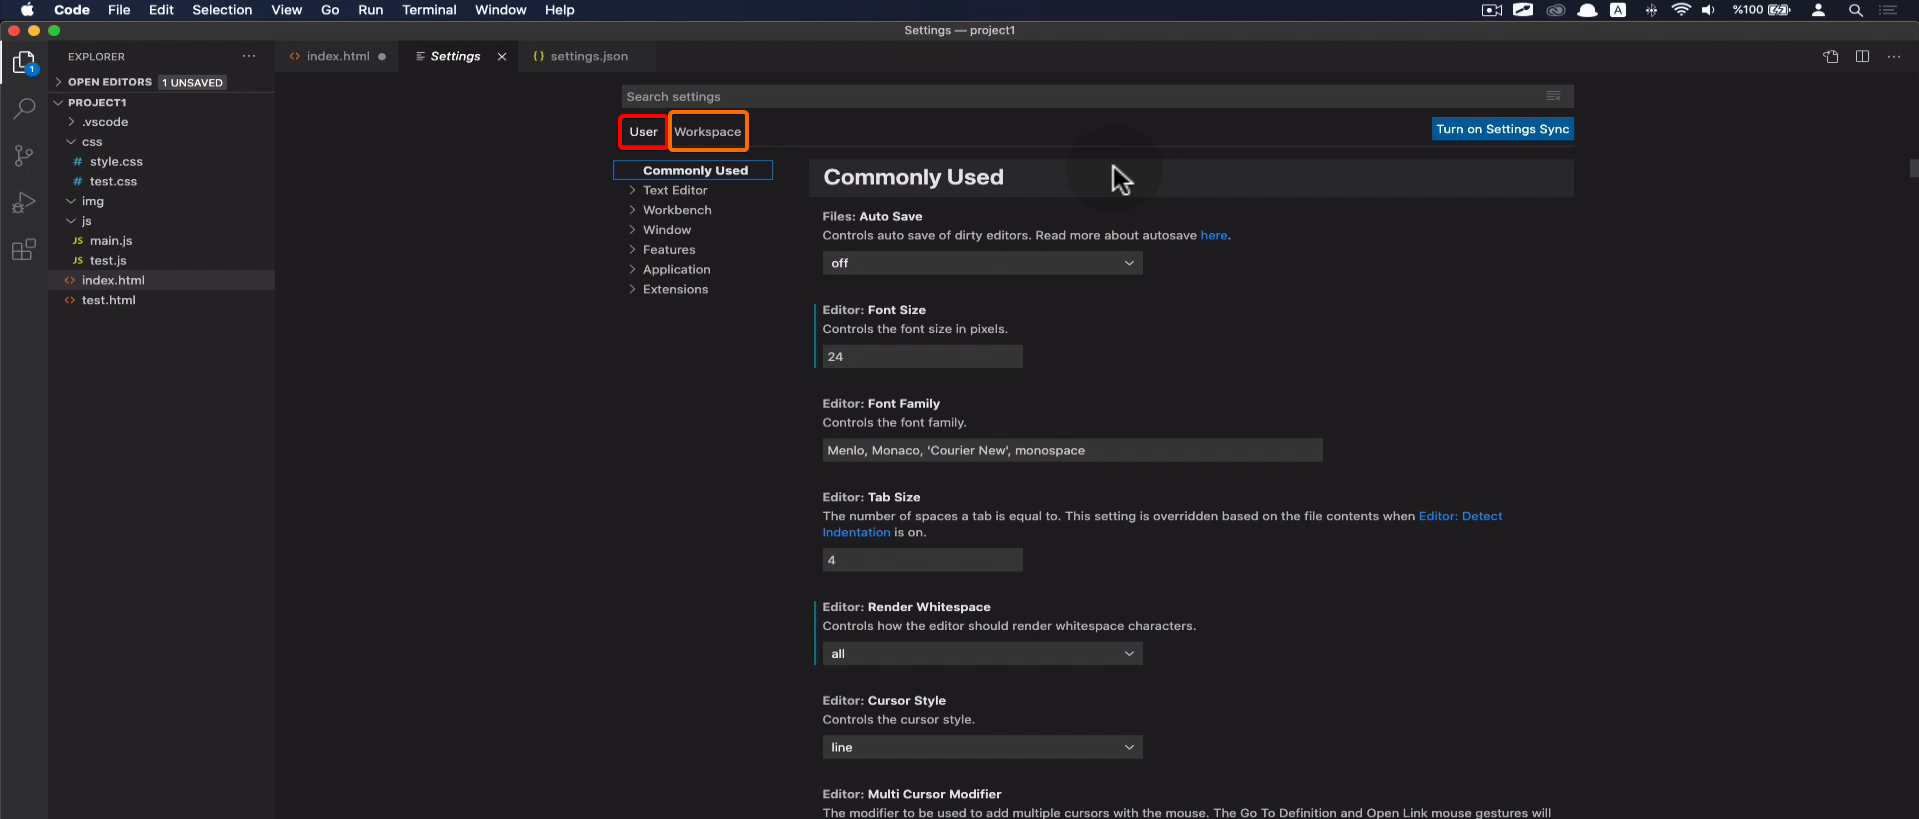 Code File Edit Selection View Go Run Terminal Window Help
A %100
Settings — project1
EXPLORER
index.html
Settings
settings.json
OPEN EDITORS 1 UNSAVED
PROJECT1
.vscode
css
style.css
test.css
img
js
JS main.js
JS test.js
index.html
test.html
1
Search settings
User Workspace
Turn on Settings Sync
Commonly Used
Text Editor
Workbench
Window
Features
Application
Extensions
Commonly Used
Files: Auto Save
Controls auto save of dirty editors. Read more about autosave here.
off
Editor: Font Size
Controls the font size in pixels.
24
Editor: Font Family
Controls the font family.
Menlo, Monaco, 'Courier New', monospace
Editor: Tab Size
The number of spaces a tab is equal to. This setting is overridden based on the file contents when Editor: Detect
Indentation is on.
4
Editor: Render Whitespace
Controls how the editor should render whitespace characters.
all
Editor: Cursor Style
Controls the cursor style.
line
Editor: Multi Cursor Modifier
The modifier to be used to add multiple cursors with the mouse. The Go To Definition and Open Link mouse gestures will